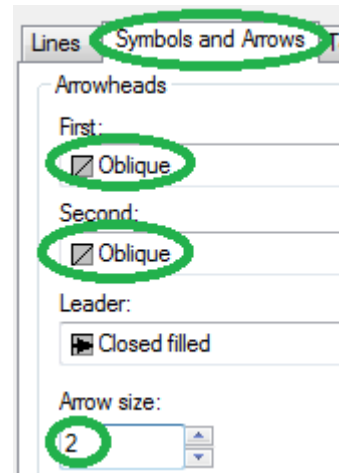 Lines Symbols and Arrows T
Arrowheads
First:
Oblique
Second:
Oblique
Leader:
Closed filled
Arrow size:
2